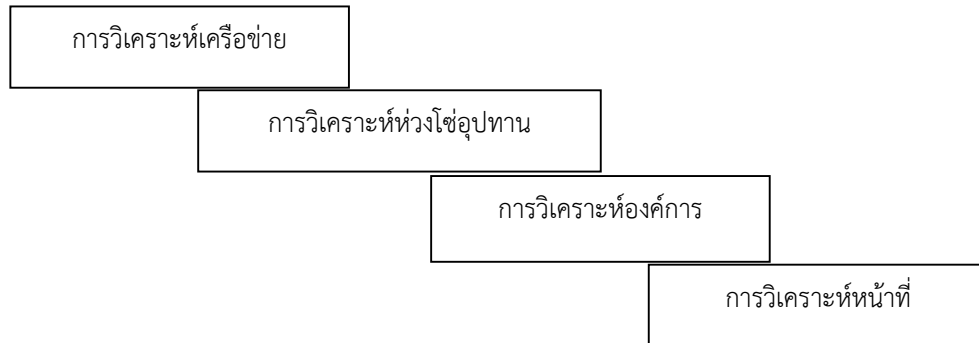 การวิเคราะห์เครือข่าย
การวิเคราะห์ห่วงโซ่อุปทาน
การวิเคราะห์องค์การ
การวิเคราะห์หน้าที่